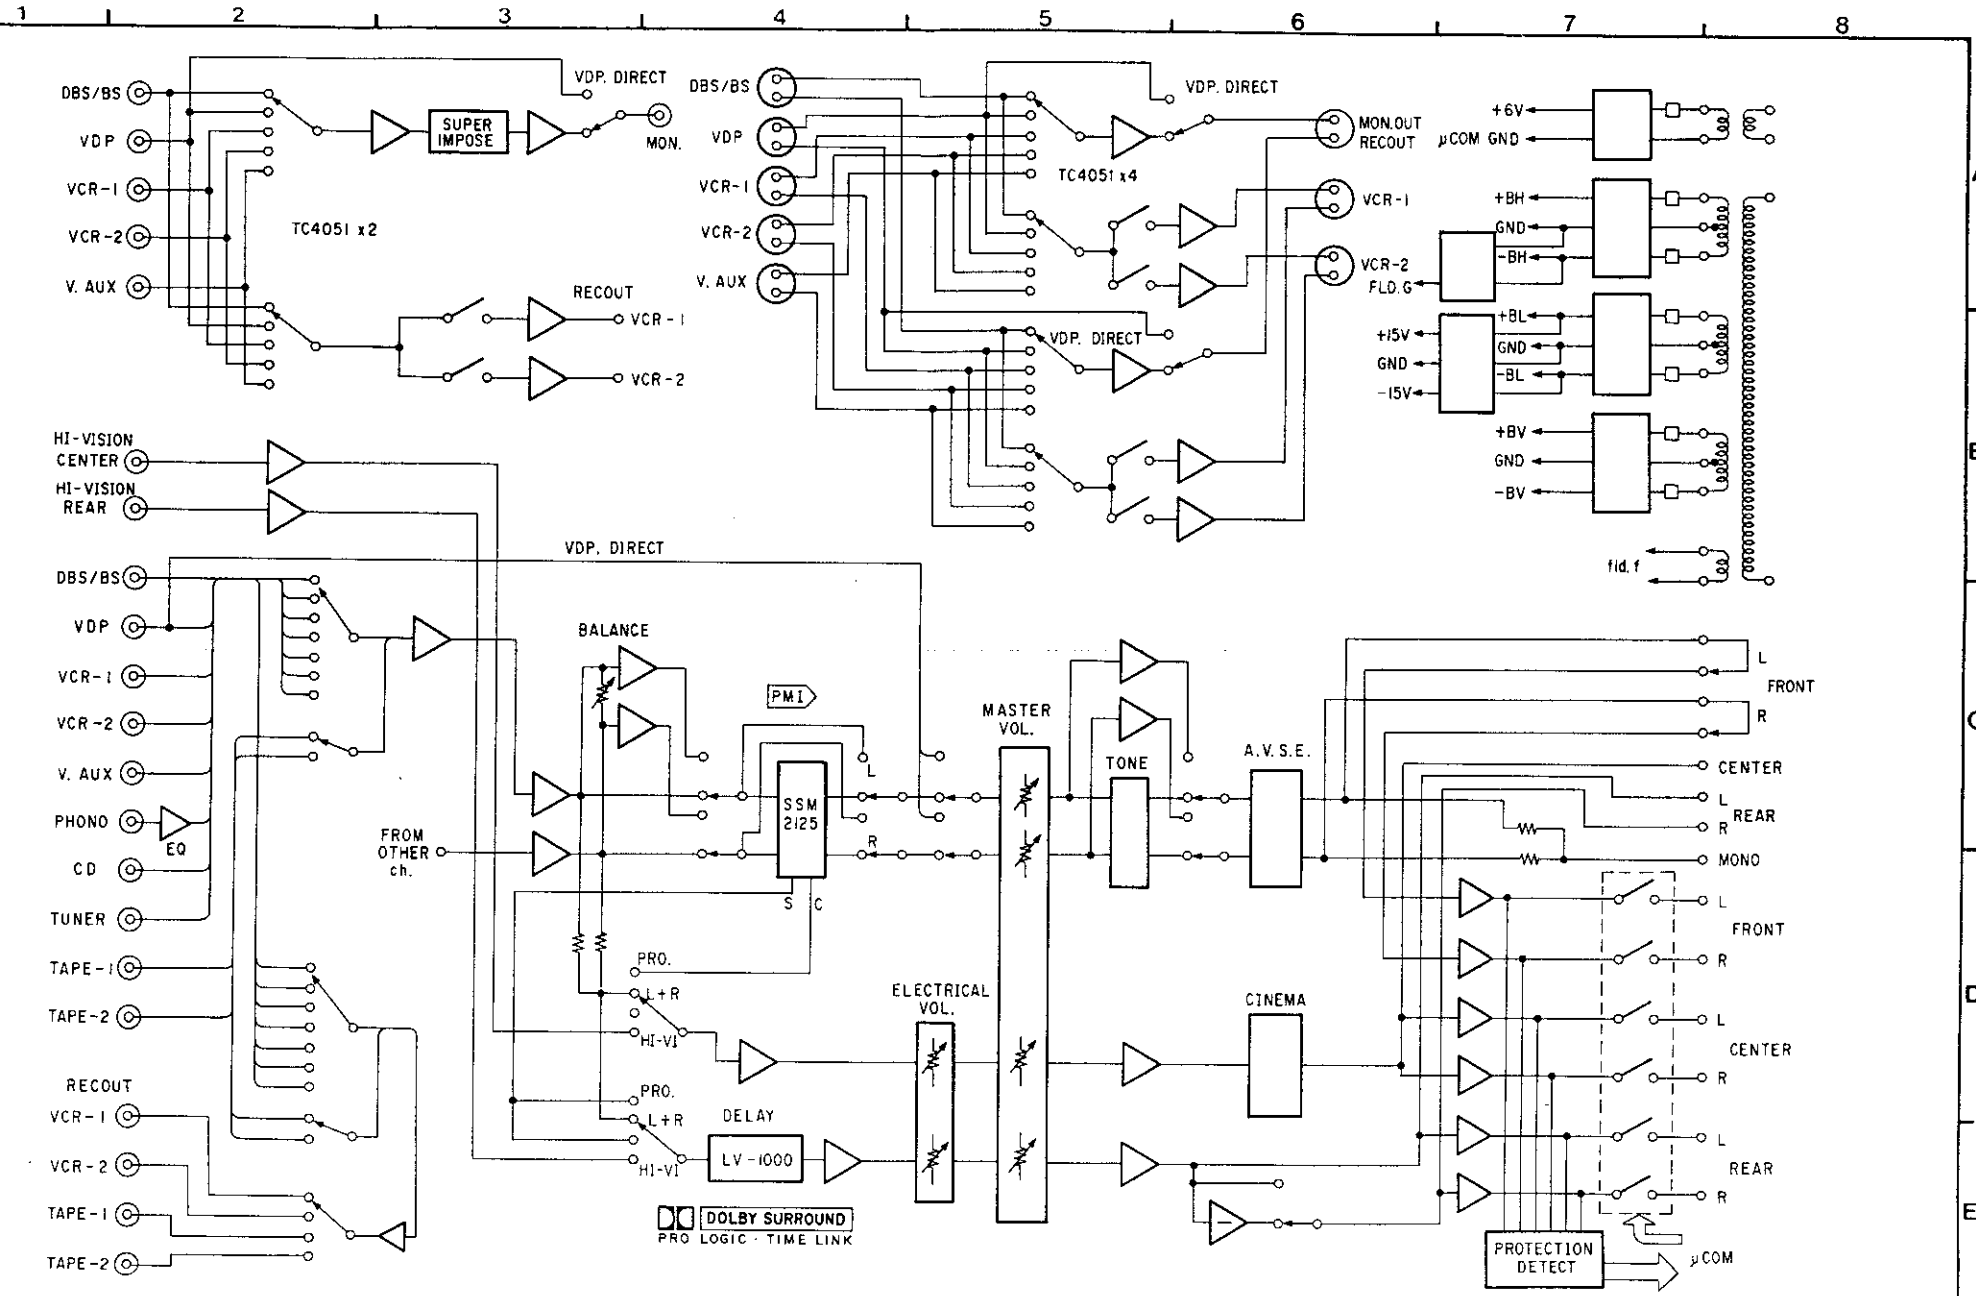 1 2 3 4 5 6 7 8
DBS/BS
VDP
VCR-1
VCR-2
V. AUX
TC4051 x2
SUPER
IMPOSE
VDP. DIRECT
MON.
RECOUT
VCR-1
VCR-2
DBS/BS
VDP
VCR-1
VCR-2
V. AUX
VDP. DIRECT
TC4051 x4
VDP. DIRECT
MON.OUT
RECOUT
VCR-1
VCR-2
+6V
μCOM GND
+BH
GND
-BH
FLD.G
+BL
+15V
GND
GND
-BL
-15V
+BV
GND
-BV
fld.f
HI-VISION
CENTER
HI-VISION
REAR
VDP. DIRECT
DBS/BS
VDP
VCR-1
VCR-2
V. AUX
PHONO
EQ
CD
TUNER
TAPE-1
TAPE-2
RECOUT
VCR-1
VCR-2
TAPE-1
TAPE-2
BALANCE
PMI
FROM
OTHER
ch.
SSM
2125
L
R
S C
MASTER
VOL.
TONE
A.V.S.E.
PRO.
L+R
HI-VI
PRO.
L+R
HI-VI
DELAY
LV-1000
ELECTRICAL
VOL.
CINEMA
DOLBY SURROUND
PRO LOGIC · TIME LINK
L
FRONT
R
CENTER
L
REAR
R
MONO
L
FRONT
R
L
CENTER
R
L
REAR
R
PROTECTION
DETECT
μCOM
D
E